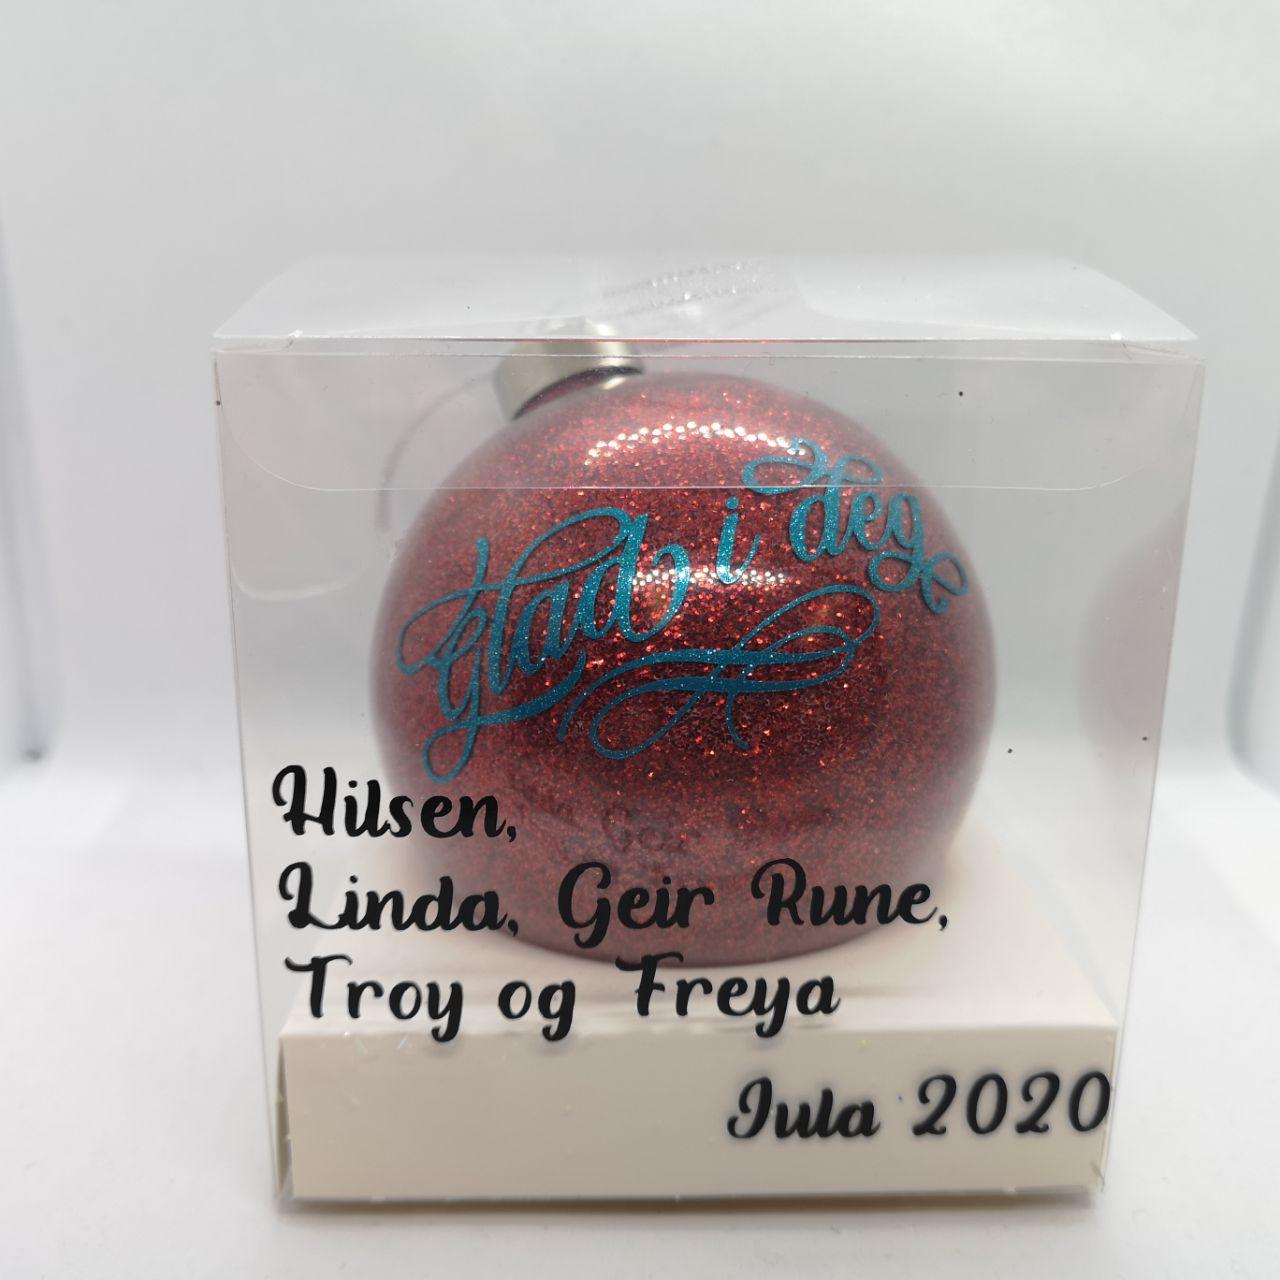 Glad i deg
Hilsen,
Linda, Geir Rune,
Troy og Freya
Jula 2020